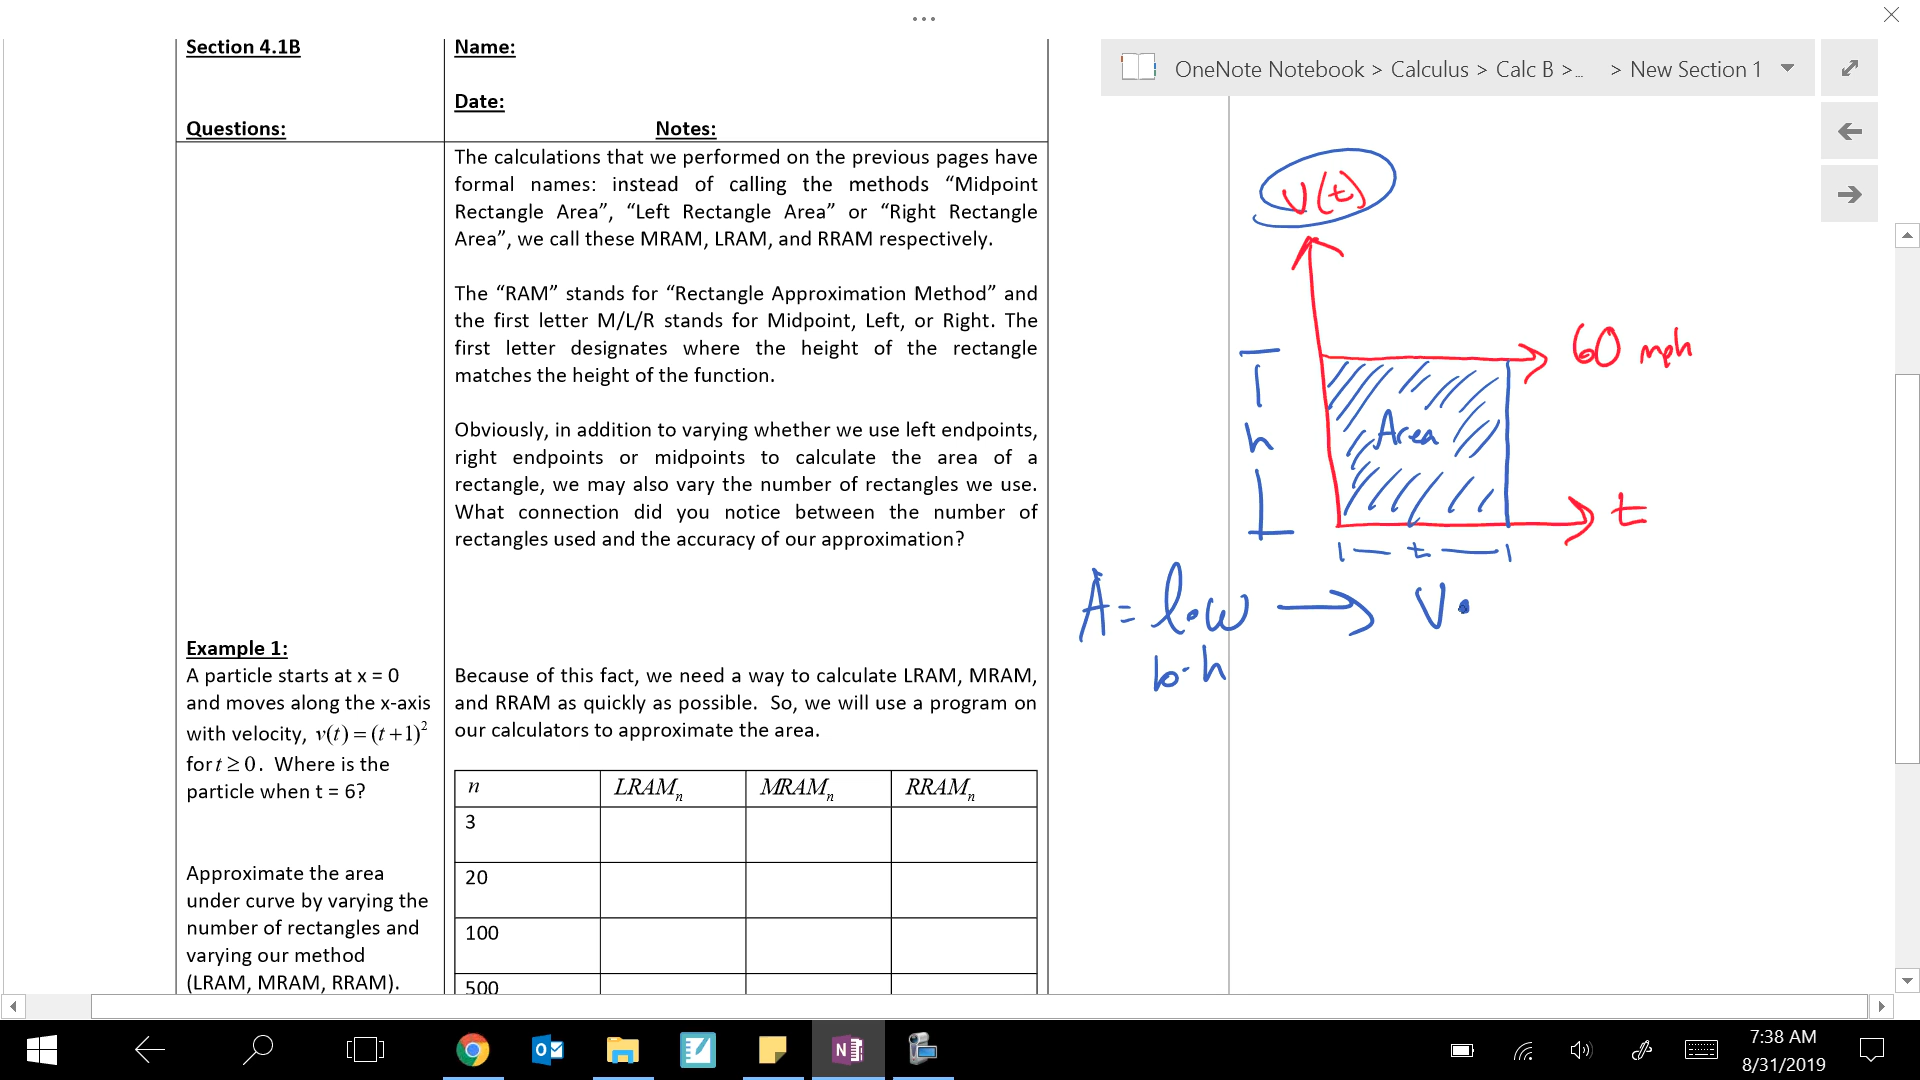 Section 4.1B
Name:
Date:
Questions:
Notes:
The calculations that we performed on the previous pages have
formal names: instead of calling the methods “Midpoint
Rectangle Area”, “Left Rectangle Area” or “Right Rectangle
Area”, we call these MRAM, LRAM, and RRAM respectively.
The “RAM” stands for “Rectangle Approximation Method” and
the first letter M/L/R stands for Midpoint, Left, or Right. The
first letter designates where the height of the rectangle
matches the height of the function.
Obviously, in addition to varying whether we use left endpoints,
right endpoints or midpoints to calculate the area of a
rectangle, we may also vary the number of rectangles we use.
What connection did you notice between the number of
rectangles used and the accuracy of our approximation?
Example 1:
A particle starts at x = 0
and moves along the x-axis
with velocity, v(t) = (t+1)²
for t ≥ 0. Where is the
particle when t = 6?
Approximate the area
under curve by varying the
number of rectangles and
varying our method
(LRAM, MRAM, RRAM).
Because of this fact, we need a way to calculate LRAM, MRAM,
and RRAM as quickly as possible. So, we will use a program on
our calculators to approximate the area.
n LRAMₙ MRAMₙ RRAMₙ
3
20
100
500
OneNote Notebook > Calculus > Calc B >... > New Section 1
v(t)
60 mph
h
Area
t
t
A = l·w → V·
b·h
7:38 AM
8/31/2019